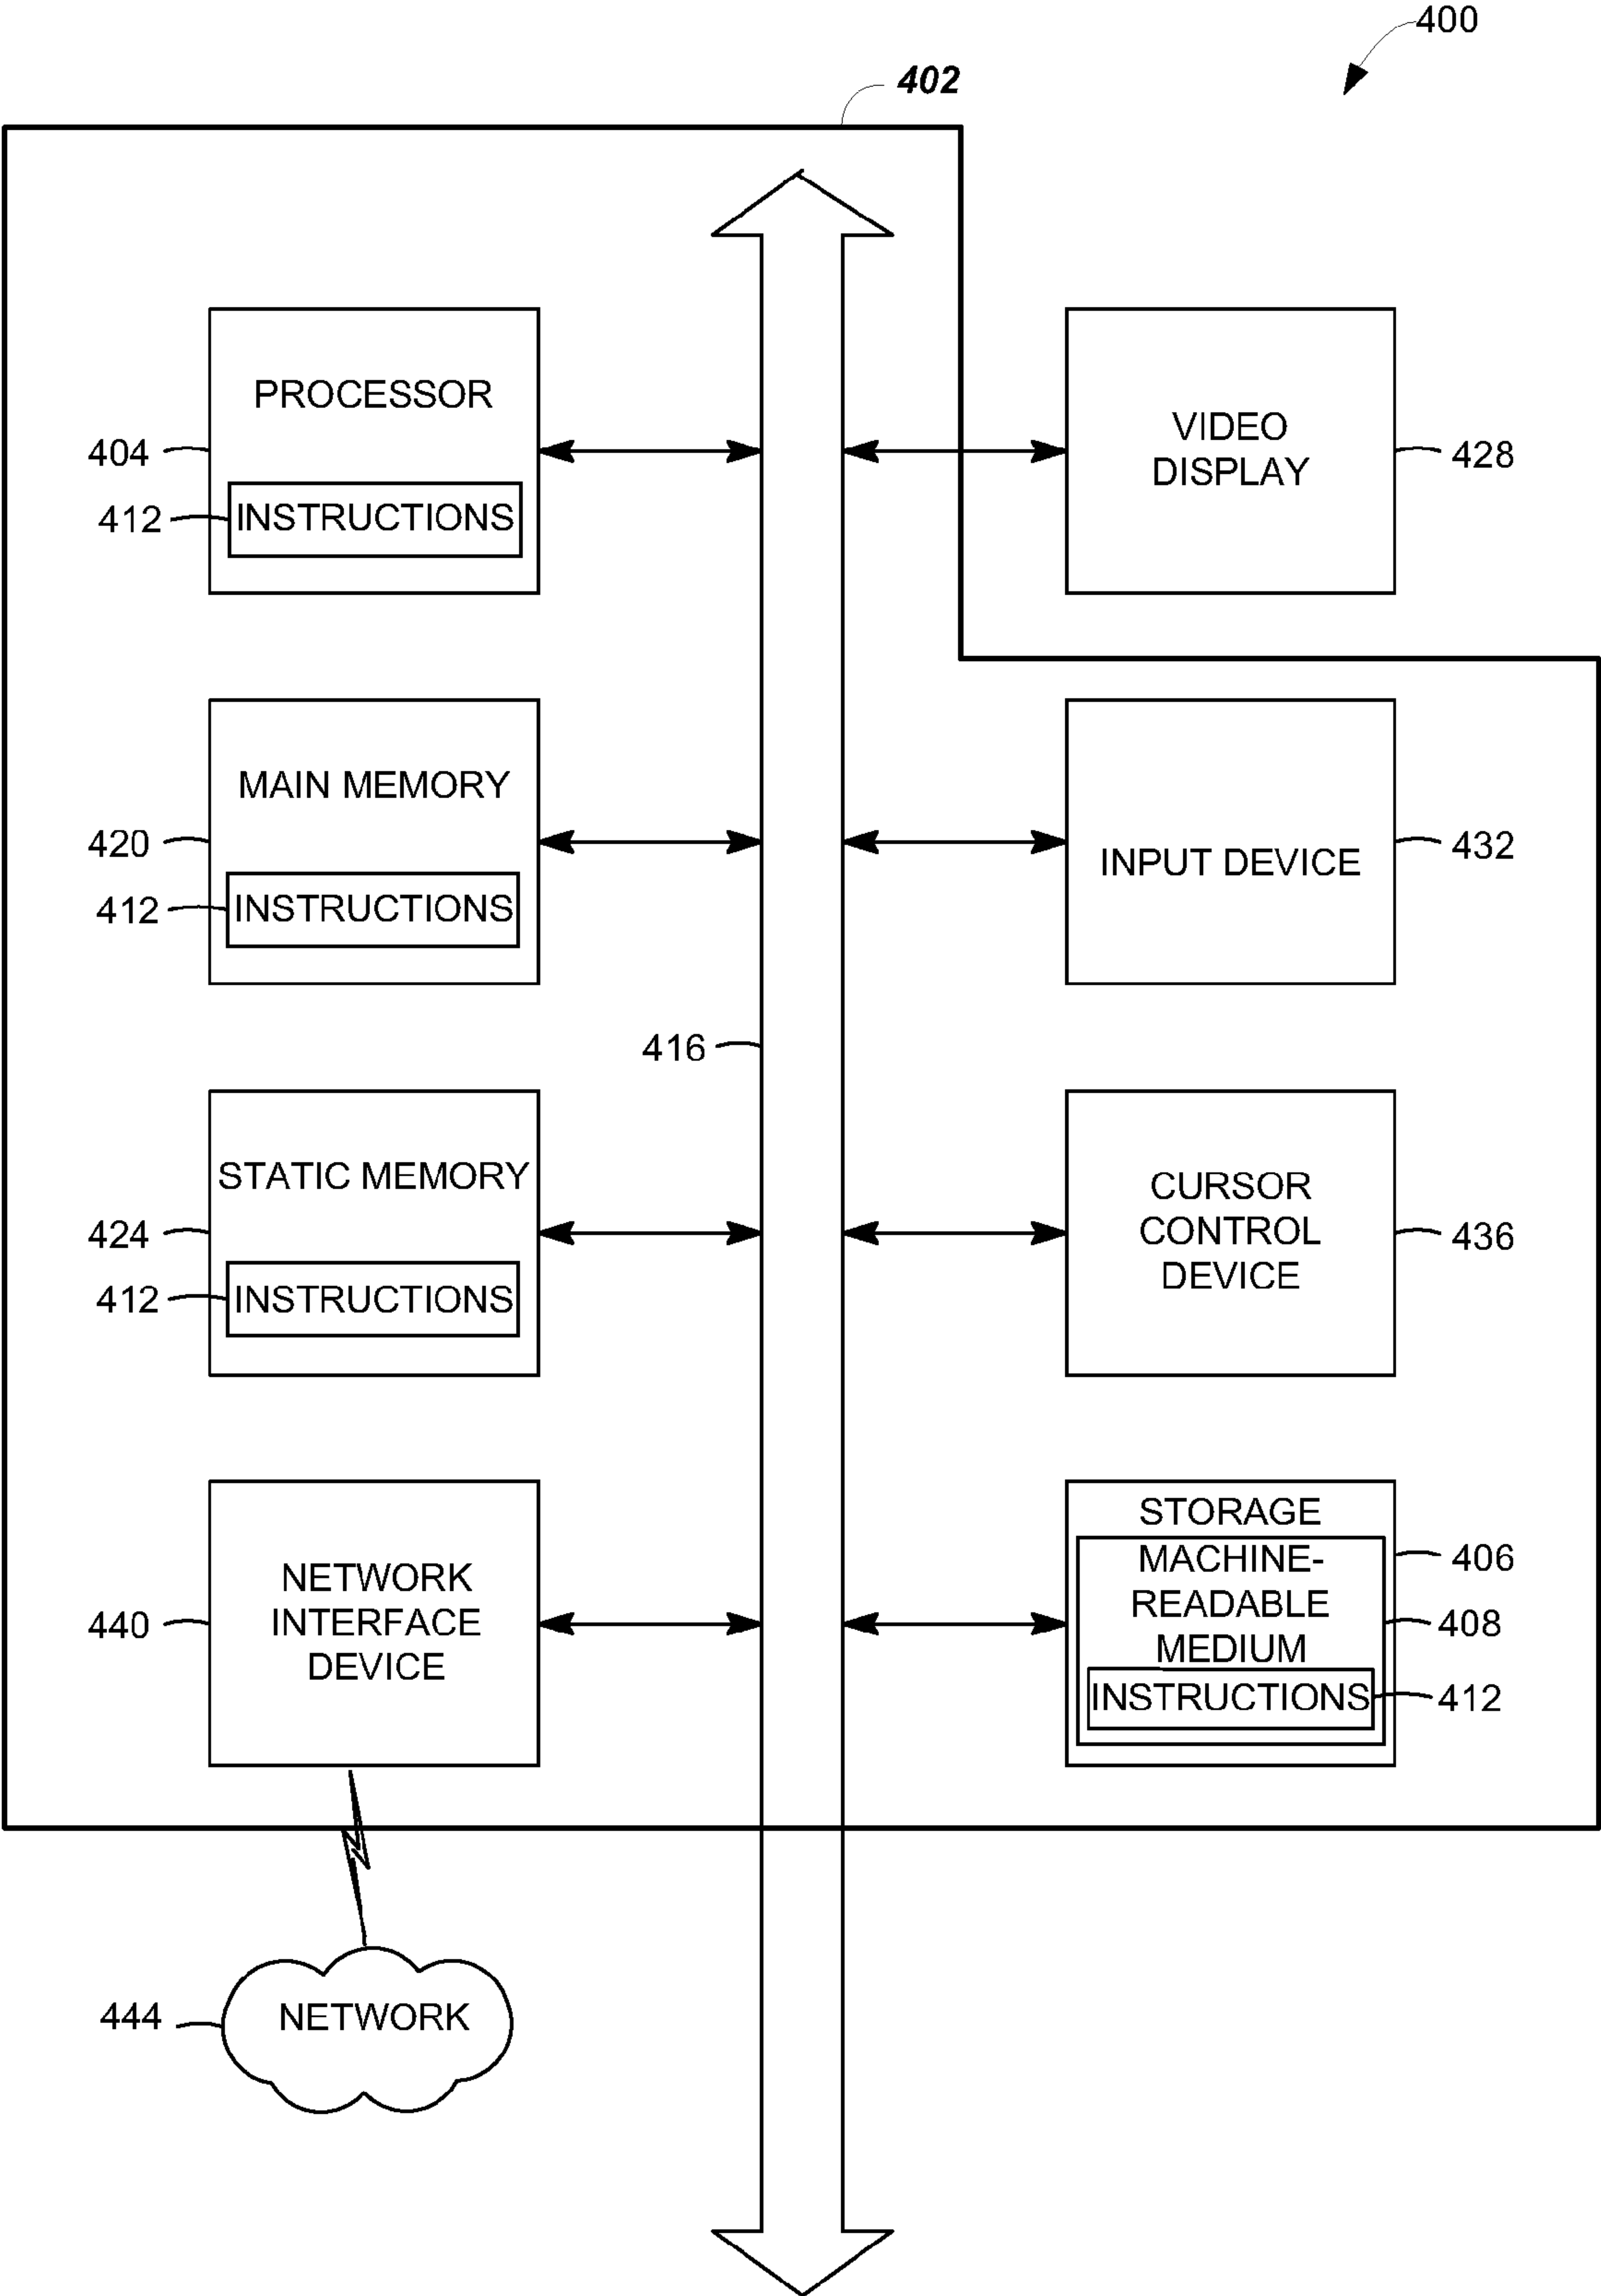 400
402
PROCESSOR
404
412
INSTRUCTIONS
VIDEO
DISPLAY
428
MAIN MEMORY
420
412
INSTRUCTIONS
INPUT DEVICE
432
416
STATIC MEMORY
424
412
INSTRUCTIONS
CURSOR
CONTROL
DEVICE
436
NETWORK
INTERFACE
DEVICE
440
STORAGE
MACHINE-
READABLE
MEDIUM
INSTRUCTIONS
406
408
412
444
NETWORK